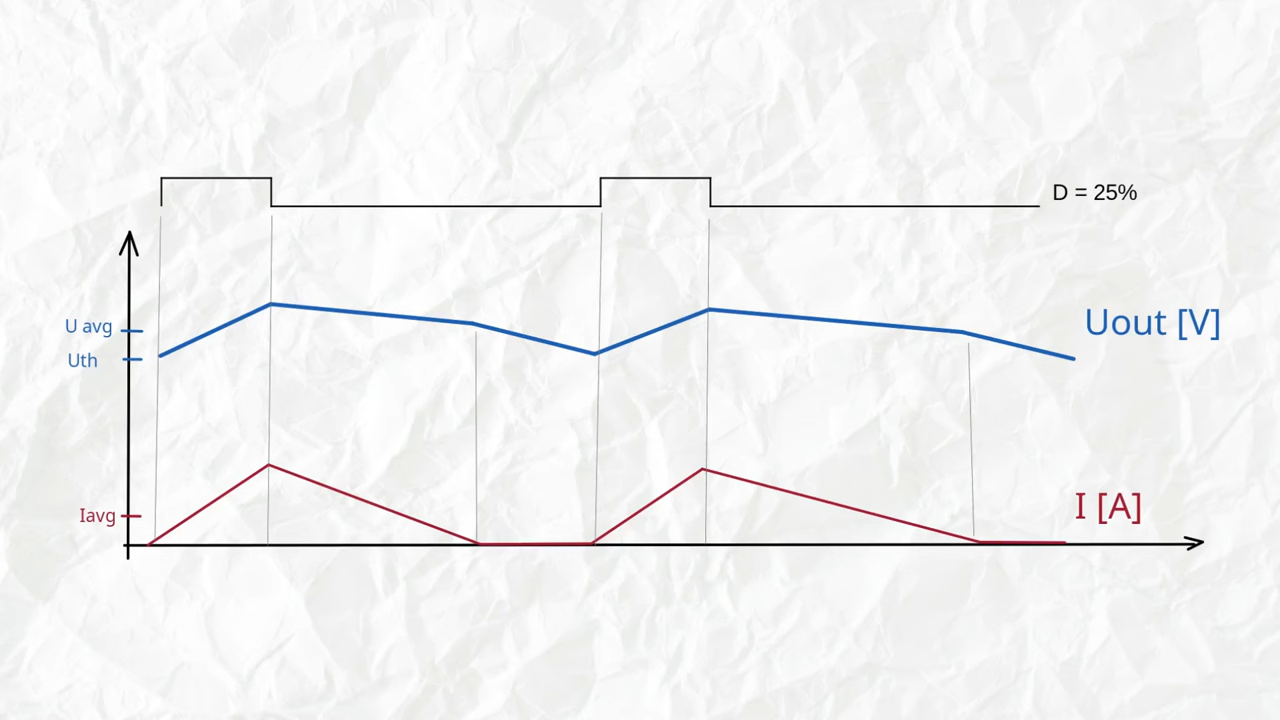 D = 25%
U avg
Uth
Uout [V]
Iavg
I [A]